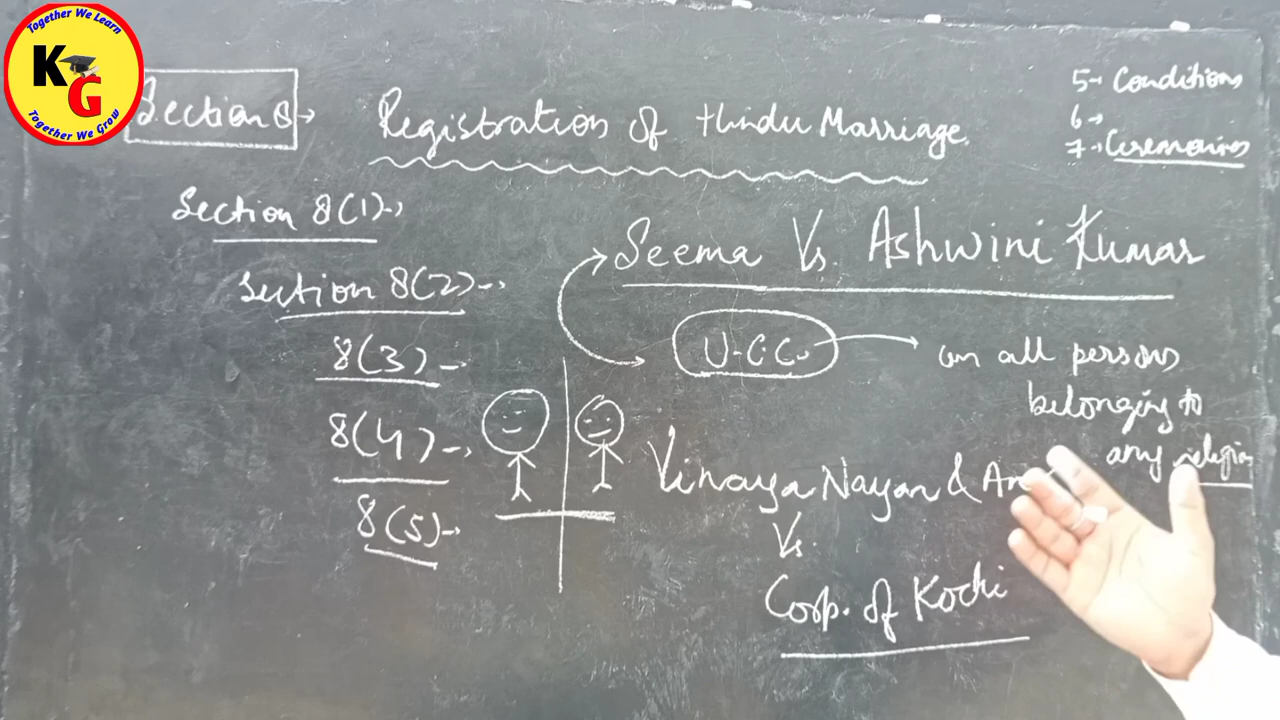 Together We Learn
KG
Together We Grow
Section 8→
Registration of Hindu Marriage.
5→ Conditions
6→
7→ Ceremonies
Section 8(1)→
Section 8(2)→
8(3)→
8(4)→
8(5)→
Seema Vs. Ashwini Kumar
U.C.C. → on all persons
belonging to
any religion
Vinaya Nayan &
Vs.
Corp. of Kochi